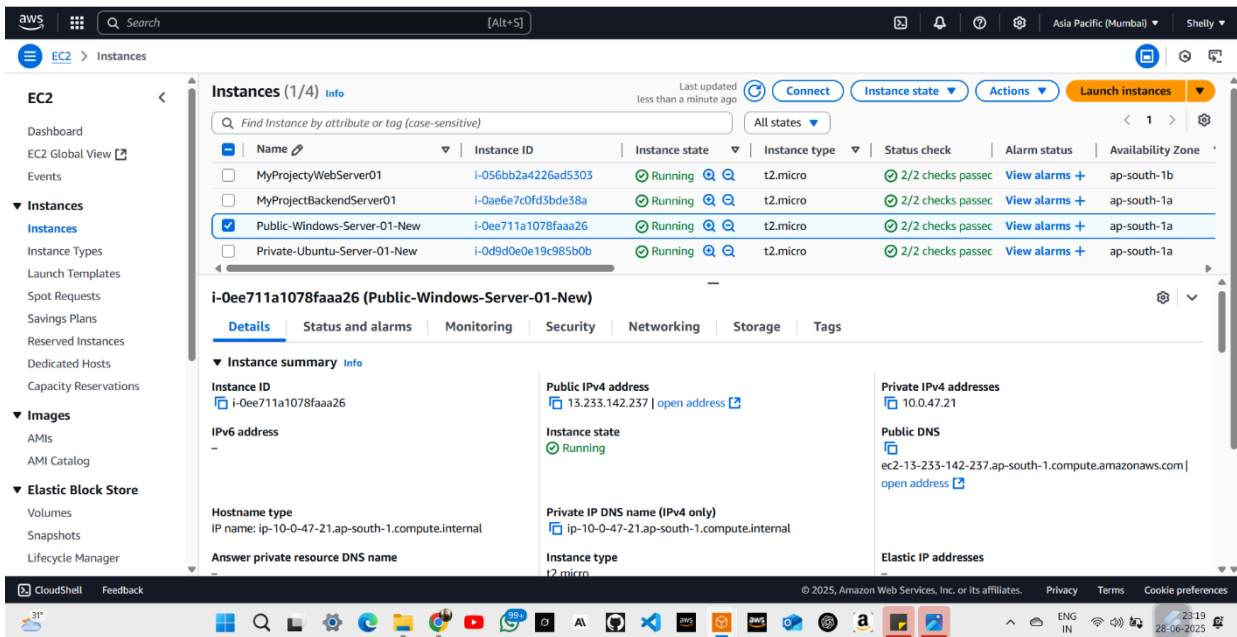 aws
Search
[Alt+S]
Asia Pacific (Mumbai)
Shelly
EC2 > Instances
EC2
Dashboard
EC2 Global View
Events
Instances
Instances
Instance Types
Launch Templates
Spot Requests
Savings Plans
Reserved Instances
Dedicated Hosts
Capacity Reservations
Images
AMIs
AMI Catalog
Elastic Block Store
Volumes
Snapshots
Lifecycle Manager
Instances (1/4) Info
Last updated
less than a minute ago
Connect
Instance state
Actions
Launch instances
Find Instance by attribute or tag (case-sensitive)
All states
1
Name Instance ID Instance state Instance type Status check Alarm status Availability Zone
MyProjectyWebServer01 i-056bb2a4226ad5303 Running t2.micro 2/2 checks passec View alarms + ap-south-1b
MyProjectBackendServer01 i-0ae6e7c0fd3bde38a Running t2.micro 2/2 checks passec View alarms + ap-south-1a
Public-Windows-Server-01-New i-0ee711a1078faaa26 Running t2.micro 2/2 checks passec View alarms + ap-south-1a
Private-Ubuntu-Server-01-New i-0d9d0e0e19c985b0b Running t2.micro 2/2 checks passec View alarms + ap-south-1a
i-0ee711a1078faaa26 (Public-Windows-Server-01-New)
Details Status and alarms Monitoring Security Networking Storage Tags
Instance summary Info
Instance ID
i-0ee711a1078faaa26
Public IPv4 address
13.233.142.237 | open address
Private IPv4 addresses
10.0.47.21
IPv6 address
–
Instance state
Running
Public DNS
ec2-13-233-142-237.ap-south-1.compute.amazonaws.com |
open address
Hostname type
IP name: ip-10-0-47-21.ap-south-1.compute.internal
Private IP DNS name (IPv4 only)
ip-10-0-47-21.ap-south-1.compute.internal
Answer private resource DNS name
–
Instance type
t2.micro
Elastic IP addresses
–
CloudShell Feedback
© 2025, Amazon Web Services, Inc. or its affiliates. Privacy Terms Cookie preferences
31°
99+
aws
aws
ENG
IN
23:19
28-06-2025